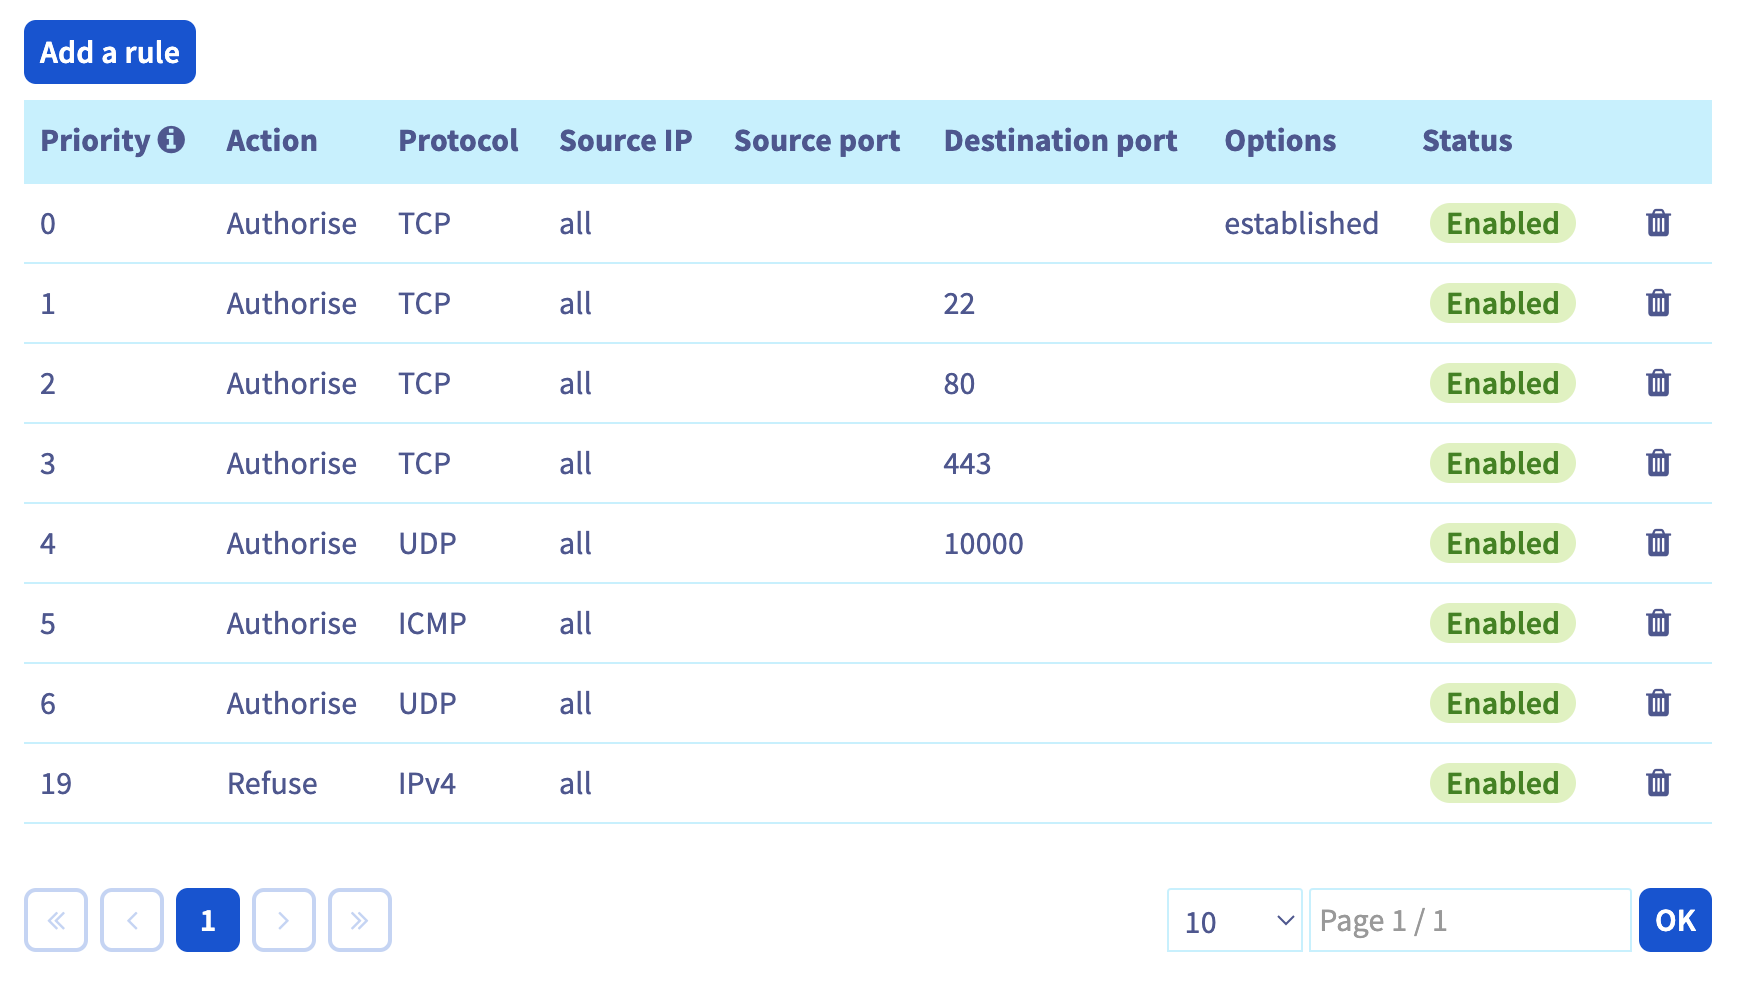 Add a rule
Priority Action Protocol Source IP Source port Destination port Options Status
0 Authorise TCP all established Enabled
1 Authorise TCP all 22 Enabled
2 Authorise TCP all 80 Enabled
3 Authorise TCP all 443 Enabled
4 Authorise UDP all 10000 Enabled
5 Authorise ICMP all Enabled
6 Authorise UDP all Enabled
19 Refuse IPv4 all Enabled
« ‹ 1 › » 10 Page 1 / 1 OK